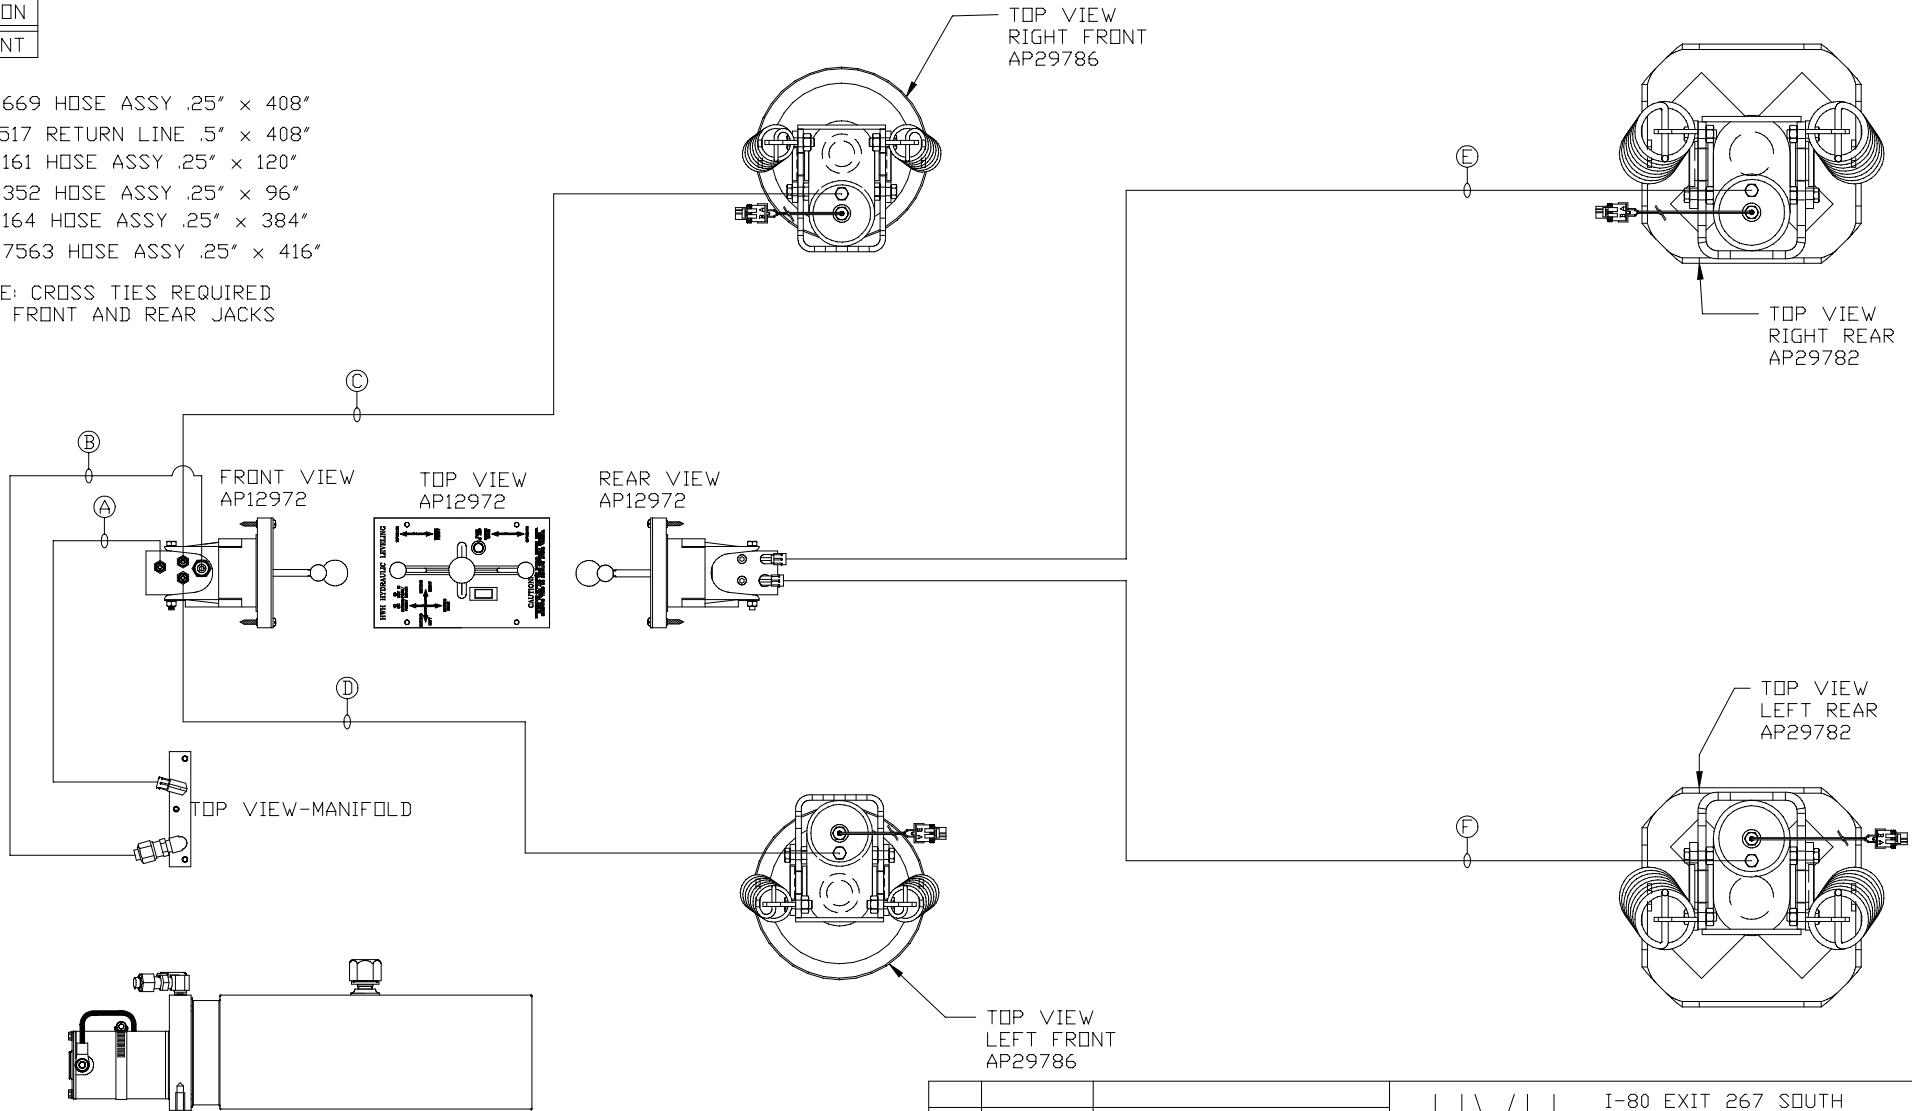 ON
NT
669 HOSE ASSY .25" x 408"
517 RETURN LINE .5" x 408"
161 HOSE ASSY .25" x 120"
352 HOSE ASSY .25" x 96"
164 HOSE ASSY .25" x 384"
7563 HOSE ASSY .25" x 416"
E: CROSS TIES REQUIRED
FRONT AND REAR JACKS
TOP VIEW
RIGHT FRONT
AP29786
E
TOP VIEW
RIGHT REAR
AP29782
C
B
A
FRONT VIEW
AP12972
TOP VIEW
AP12972
REAR VIEW
AP12972
HWH HYDRAULIC LEVELING
CAUTION
D
TOP VIEW-MANIFOLD
TOP VIEW
LEFT REAR
AP29782
F
TOP VIEW
LEFT FRONT
AP29786
I-80 EXIT 267 SOUTH